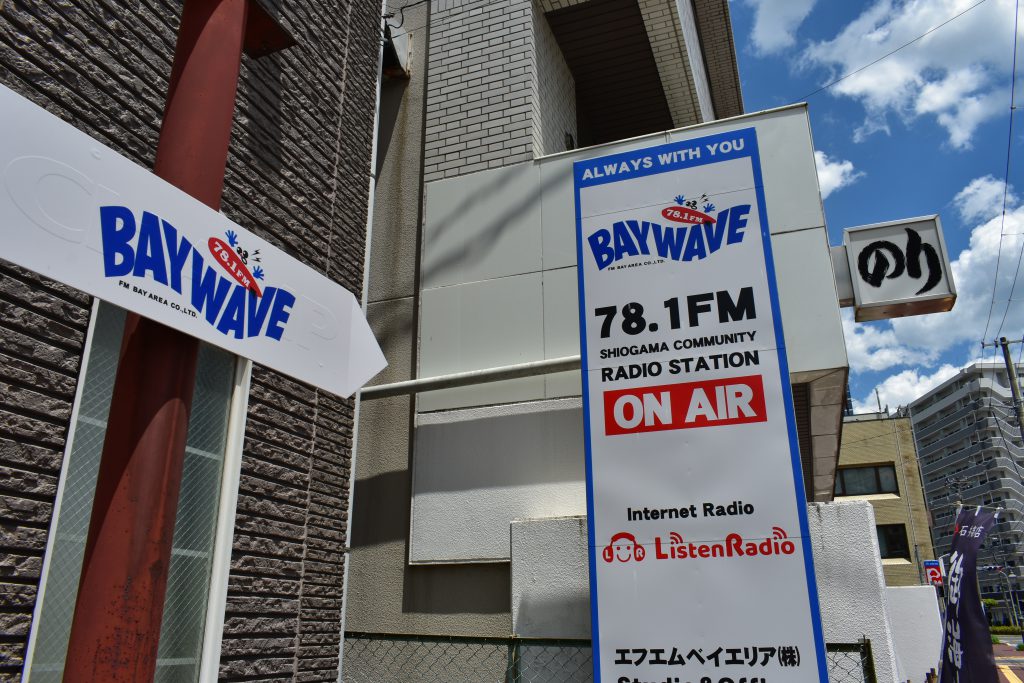 BAYWAVE
78.1FM
FM BAY AREA CO.,LTD.
ALWAYS WITH YOU
78.1FM
BAYWAVE
FM BAY AREA CO.,LTD.
78.1FM
SHIOGAMA COMMUNITY
RADIO STATION
ON AIR
Internet Radio
ListenRadio
エフエムベイエリア(株)
のり